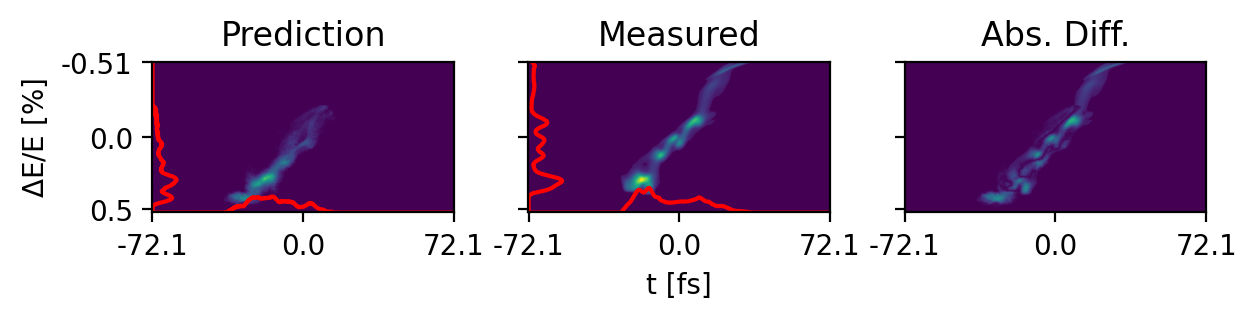 Prediction Measured Abs. Diff.
-0.51
0.0
0.5
ΔE/E [%]
-72.1 0.0 72.1 -72.1 0.0 72.1 -72.1 0.0 72.1
t [fs]